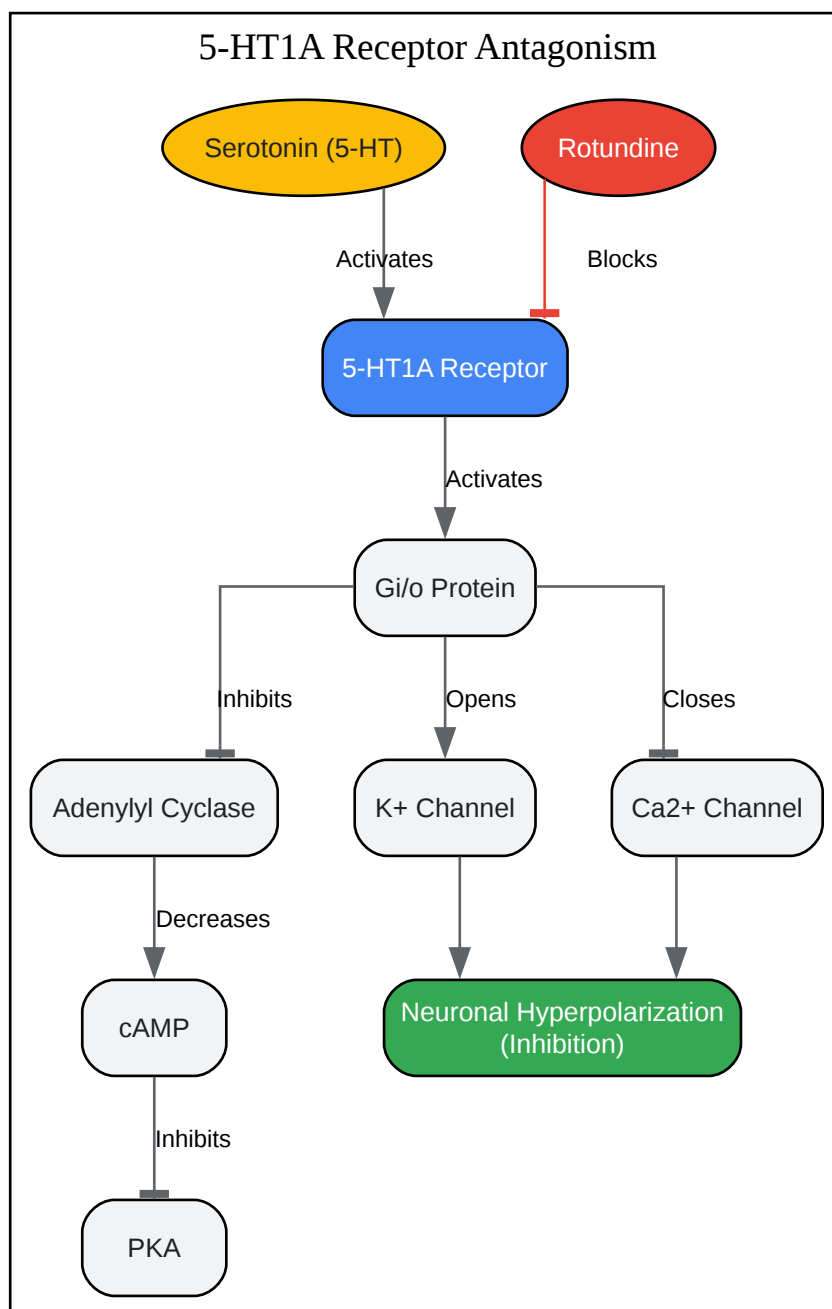 5-HT1A Receptor Antagonism
Serotonin (5-HT)
Rotundine
Activates
Blocks
5-HT1A Receptor
Activates
Gi/o Protein
Inhibits
Opens
Closes
Adenylyl Cyclase
K+ Channel
Ca2+ Channel
Decreases
cAMP
Neuronal Hyperpolarization
(Inhibition)
Inhibits
PKA